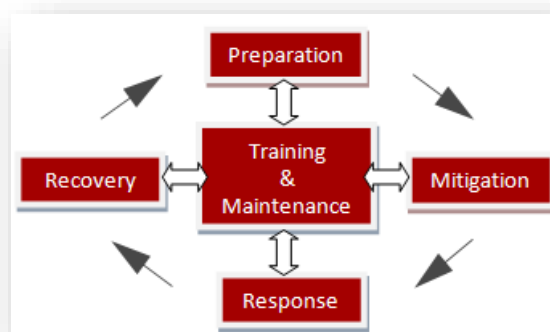 Preparation
Recovery
Training
&
Maintenance
Mitigation
Response